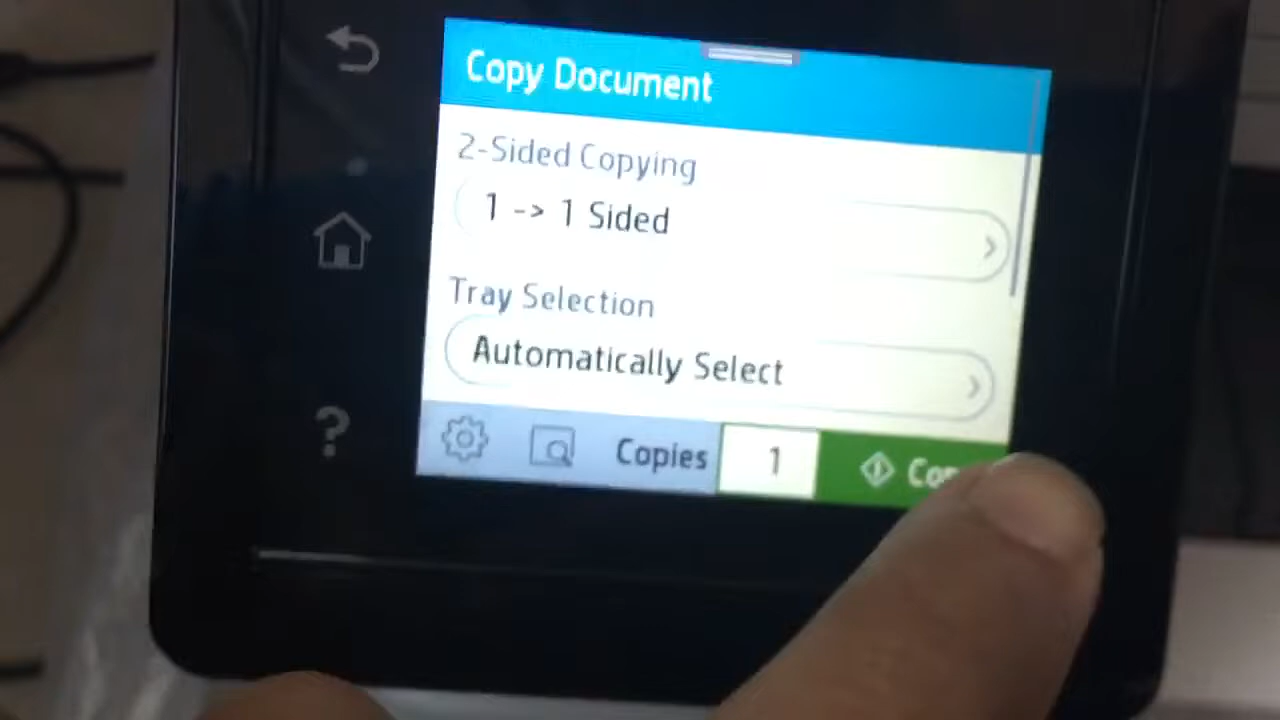 Copy Document
2-Sided Copying
1 -> 1 Sided
Tray Selection
Automatically Select
Copies 1